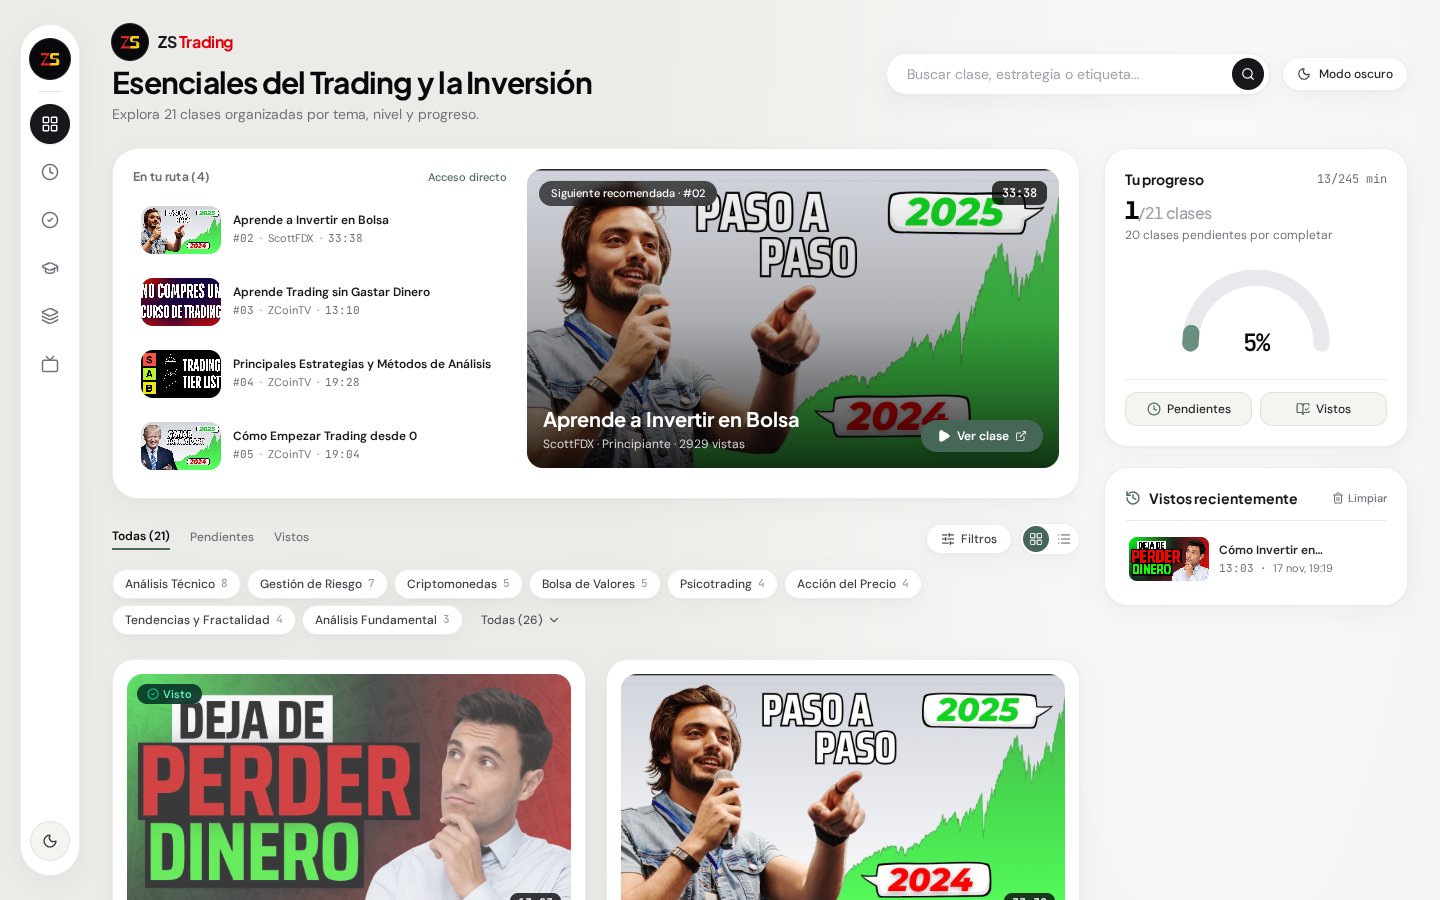 ZS
ZS Trading
Esenciales del Trading y la Inversión
Explora 21 clases organizadas por tema, nivel y progreso.
Buscar clase, estrategia o etiqueta...
Modo oscuro
En tu ruta (4)
Acceso directo
Aprende a Invertir en Bolsa
#02 · ScottFDX · 33:38
NO COMPRES UN
CURSO DE TRADING
Aprende Trading sin Gastar Dinero
#03 · ZCoinTV · 13:10
S
A
B
TRADING
TIER LIST
Principales Estrategias y Métodos de Análisis
#04 · ZCoinTV · 19:28
2025
2024
Cómo Empezar Trading desde 0
#05 · ZCoinTV · 19:04
Siguiente recomendada · #02
33:38
PASO A
PASO
2025
2024
Aprende a Invertir en Bolsa
ScottFDX · Principiante · 2929 vistas
Ver clase
Tu progreso
13/245 min
1/21 clases
20 clases pendientes por completar
5%
Pendientes
Vistos
Vistos recientemente
Limpiar
DEJA DE
PERDER
DINERO
Cómo Invertir en...
13:03 · 17 nov, 19:19
Todas (21)
Pendientes
Vistos
Filtros
Análisis Técnico 8
Gestión de Riesgo 7
Criptomonedas 5
Bolsa de Valores 5
Psicotrading 4
Acción del Precio 4
Tendencias y Fractalidad 4
Análisis Fundamental 3
Todas (26)
Visto
DEJA DE
PERDER
DINERO
PASO A
PASO
2025
2024